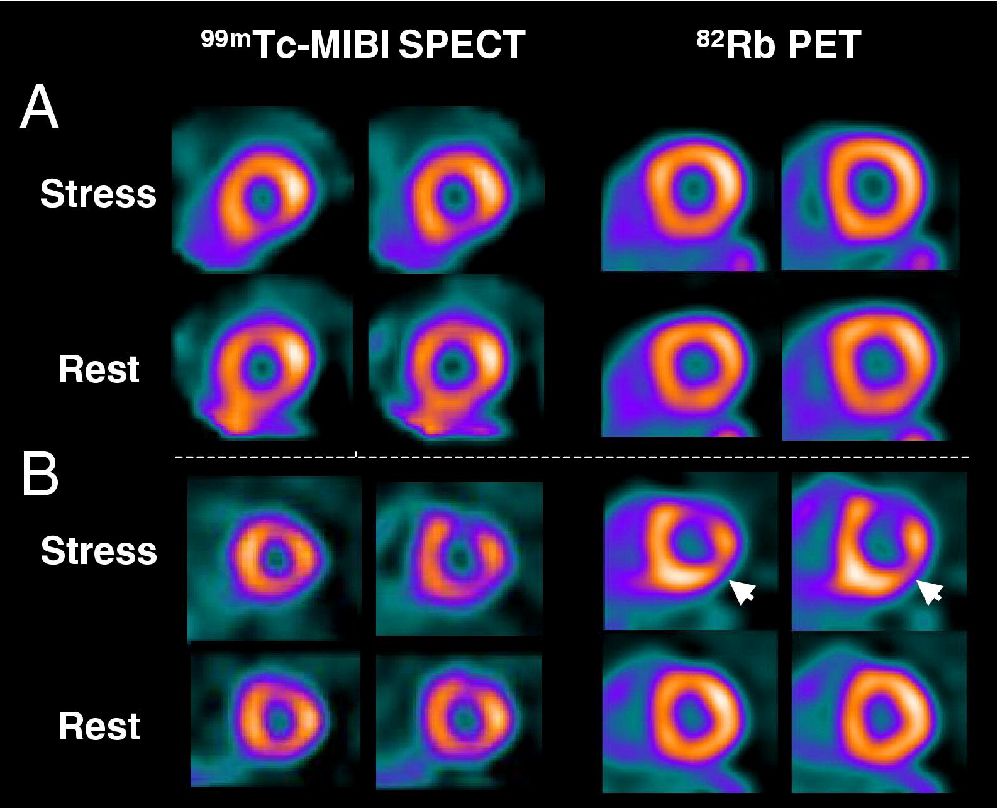 ⁹⁹ᵐTc-MIBI SPECT ⁸²Rb PET
A
Stress
Rest
B
Stress
Rest